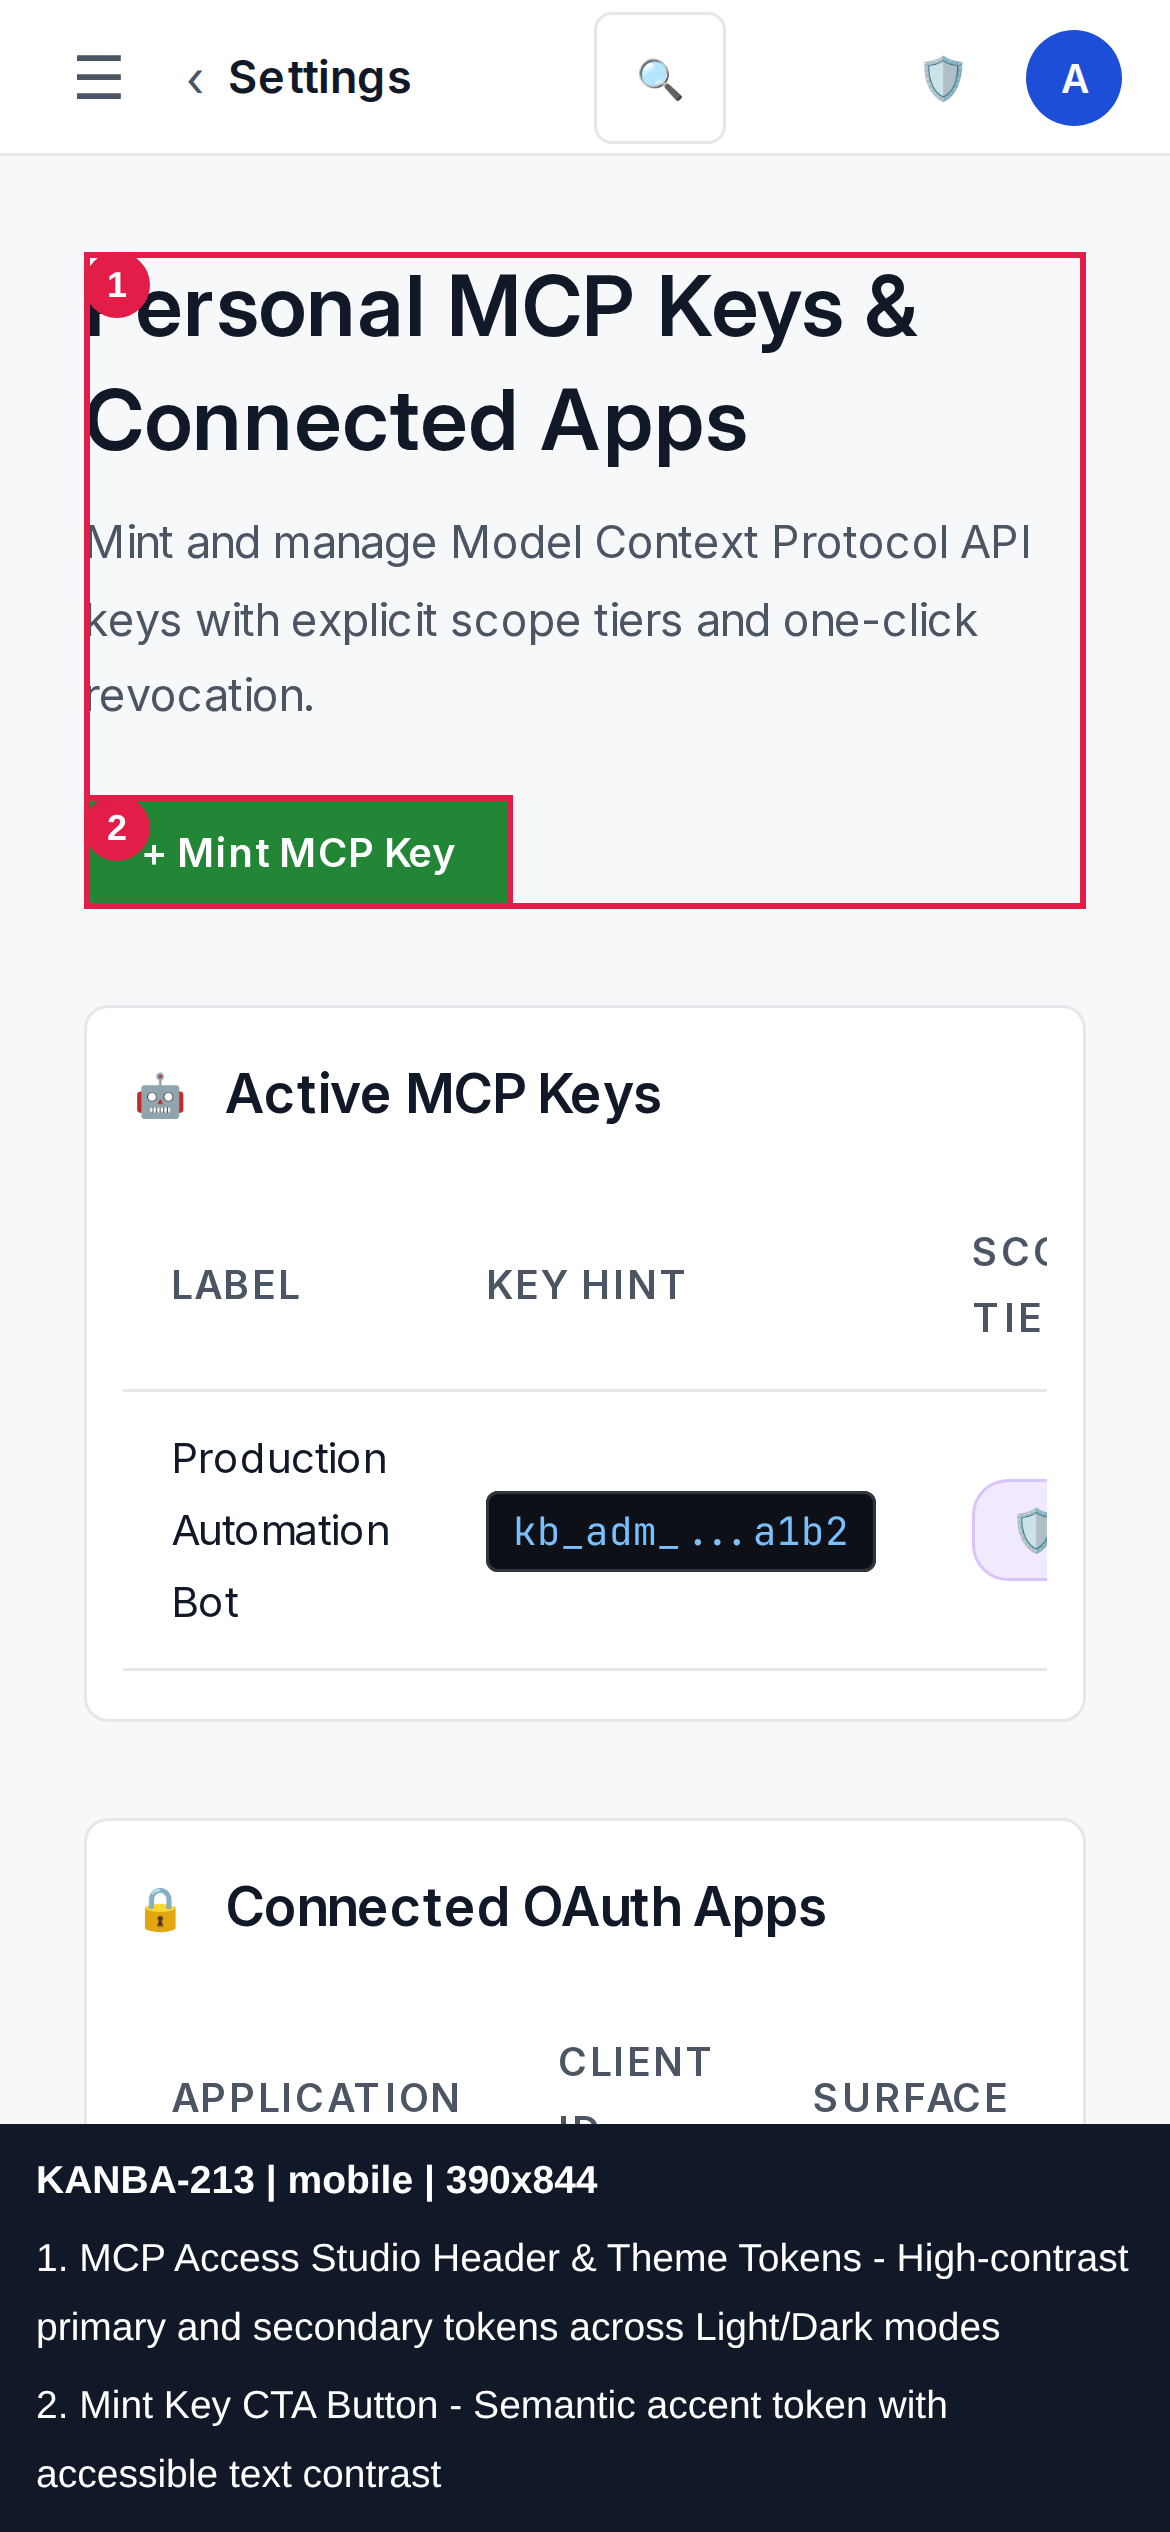 ☰ ‹ Settings A
1
Personal MCP Keys &
Connected Apps
Mint and manage Model Context Protocol API
keys with explicit scope tiers and one-click
revocation.
2
+ Mint MCP Key
Active MCP Keys
LABEL KEY HINT SCO
TIE
Production
Automation
Bot
kb_adm_...a1b2
Connected OAuth Apps
APPLICATION CLIENT
ID
SURFACE
KANBA-213 | mobile | 390x844
1. MCP Access Studio Header & Theme Tokens - High-contrast
primary and secondary tokens across Light/Dark modes
2. Mint Key CTA Button - Semantic accent token with
accessible text contrast